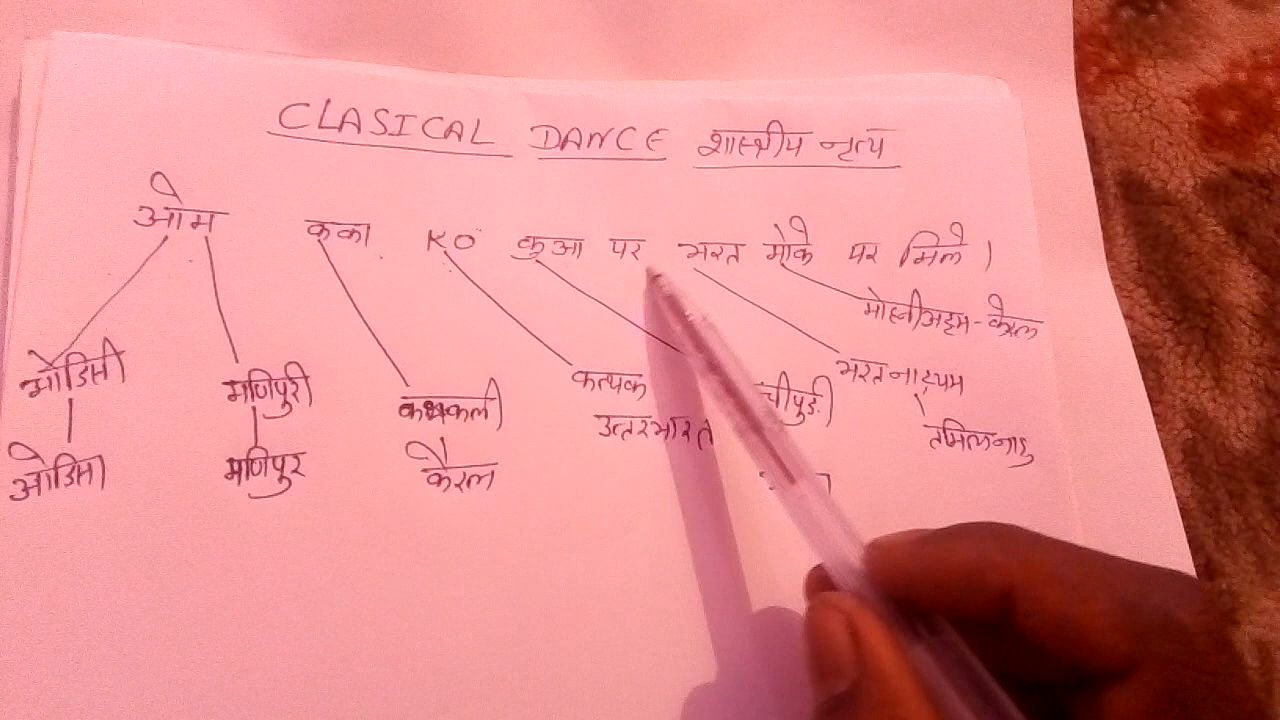 CLASICAL DANCE शास्त्रीय नृत्य
ओम कका KO कुआ पर भरत मौके पर मिले।
मोहनीअट्टम - केरल
ओडिसी मणिपुरी कथकली कत्थक चीपुड़ी भरतनाट्यम
ओडिसा मणिपुर कैरल उत्तरभारत तमिलनाडु